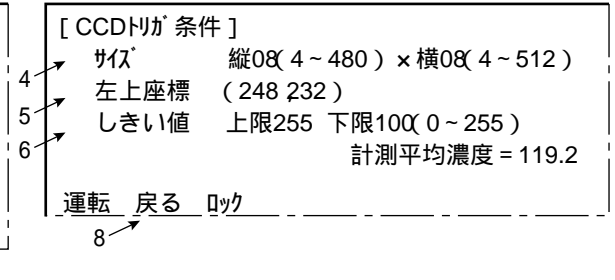 [ CCDﾄﾘｶﾞ条件 ]
4 ｻｲｽﾞ 縦08( 4 ~ 480 ) × 横08( 4 ~ 512 )
5 左上座標 ( 248 ,232 )
6 しきい値 上限255 下限100( 0 ~ 255 )
計測平均濃度 = 119.2
運転 戻る ﾛｯｸ
8